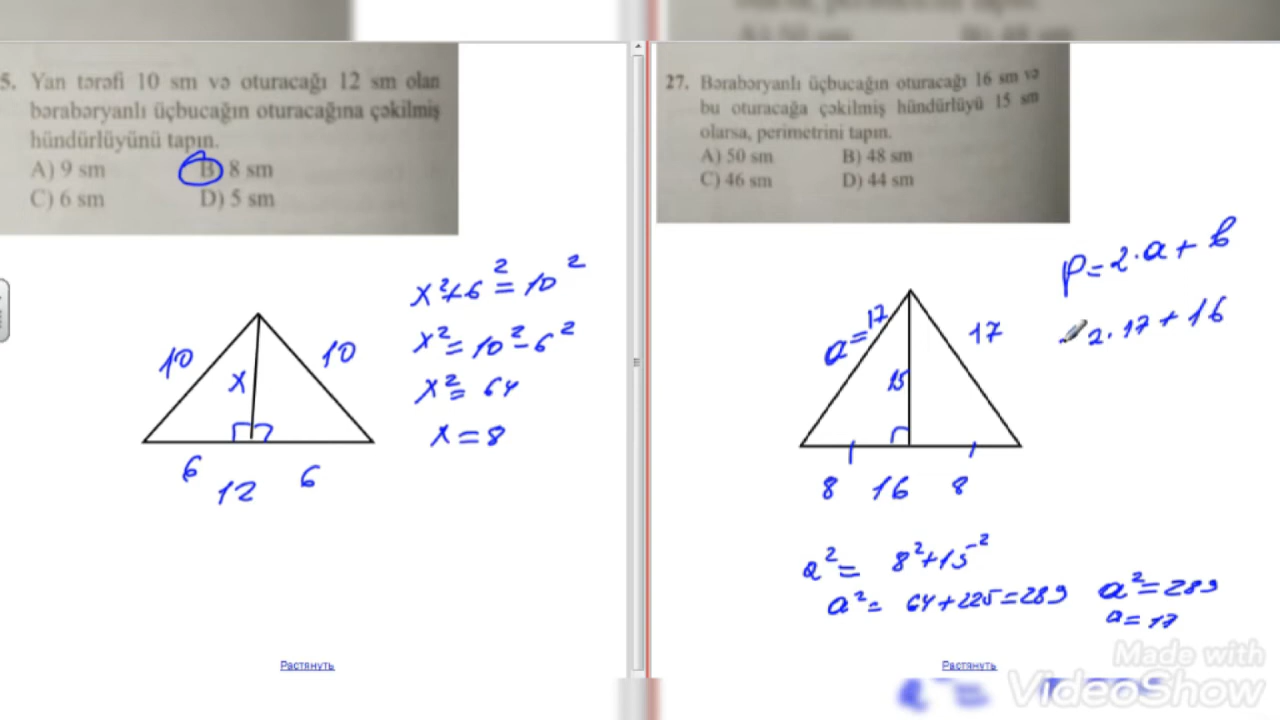 5. Yan tərəfi 10 sm və oturacağı 12 sm olan
bərabəryanlı üçbucağın oturacağına çəkilmiş
hündürlüyünü tapın.
A) 9 sm B) 8 sm
C) 6 sm D) 5 sm
10
x
10
6
12
6
x²+6²=10²
x²=10²-6²
x²=64
x=8
Растянуть
27. Bərabəryanlı üçbucağın oturacağı 16 sm və
bu oturacağa çəkilmiş hündürlüyü 15 sm
olarsa, perimetrini tapın.
A) 50 sm B) 48 sm
C) 46 sm D) 44 sm
P=2·a+b
2·17+16
a=17
17
15
8 16 8
a²= 8²+15²
a²= 64+225=289
a²=289
a=17
Растянуть
Made with
VideoShow